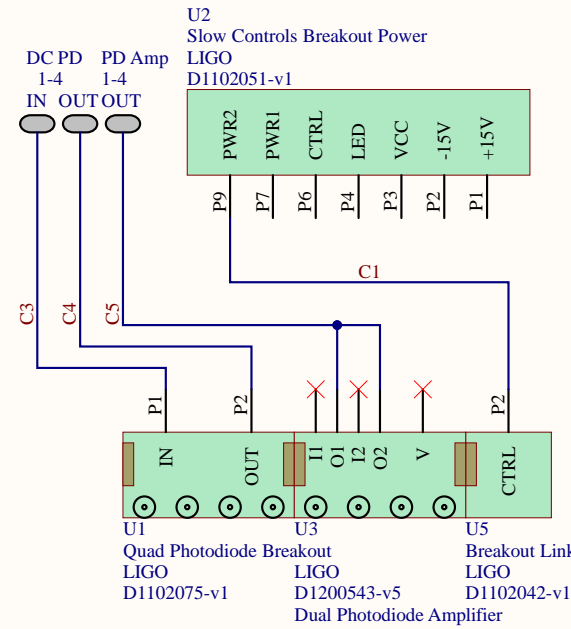 U2
Slow Controls Breakout Power
LIGO
D1102051-v1
DC PD PD Amp
1-4 1-4
IN OUT OUT
PWR2 PWR1 CTRL LED VCC -15V +15V
P9 P7 P6 P4 P3 P2 P1
C1
C3 C4 C5
P1 P2 P2
IN OUT I1 O1 I2 O2 V CTRL
U1 U3 U5
Quad Photodiode Breakout Breakout Link
LIGO LIGO LIGO
D1102075-v1 D1200543-v5 D1102042-v1
Dual Photodiode Amplifier